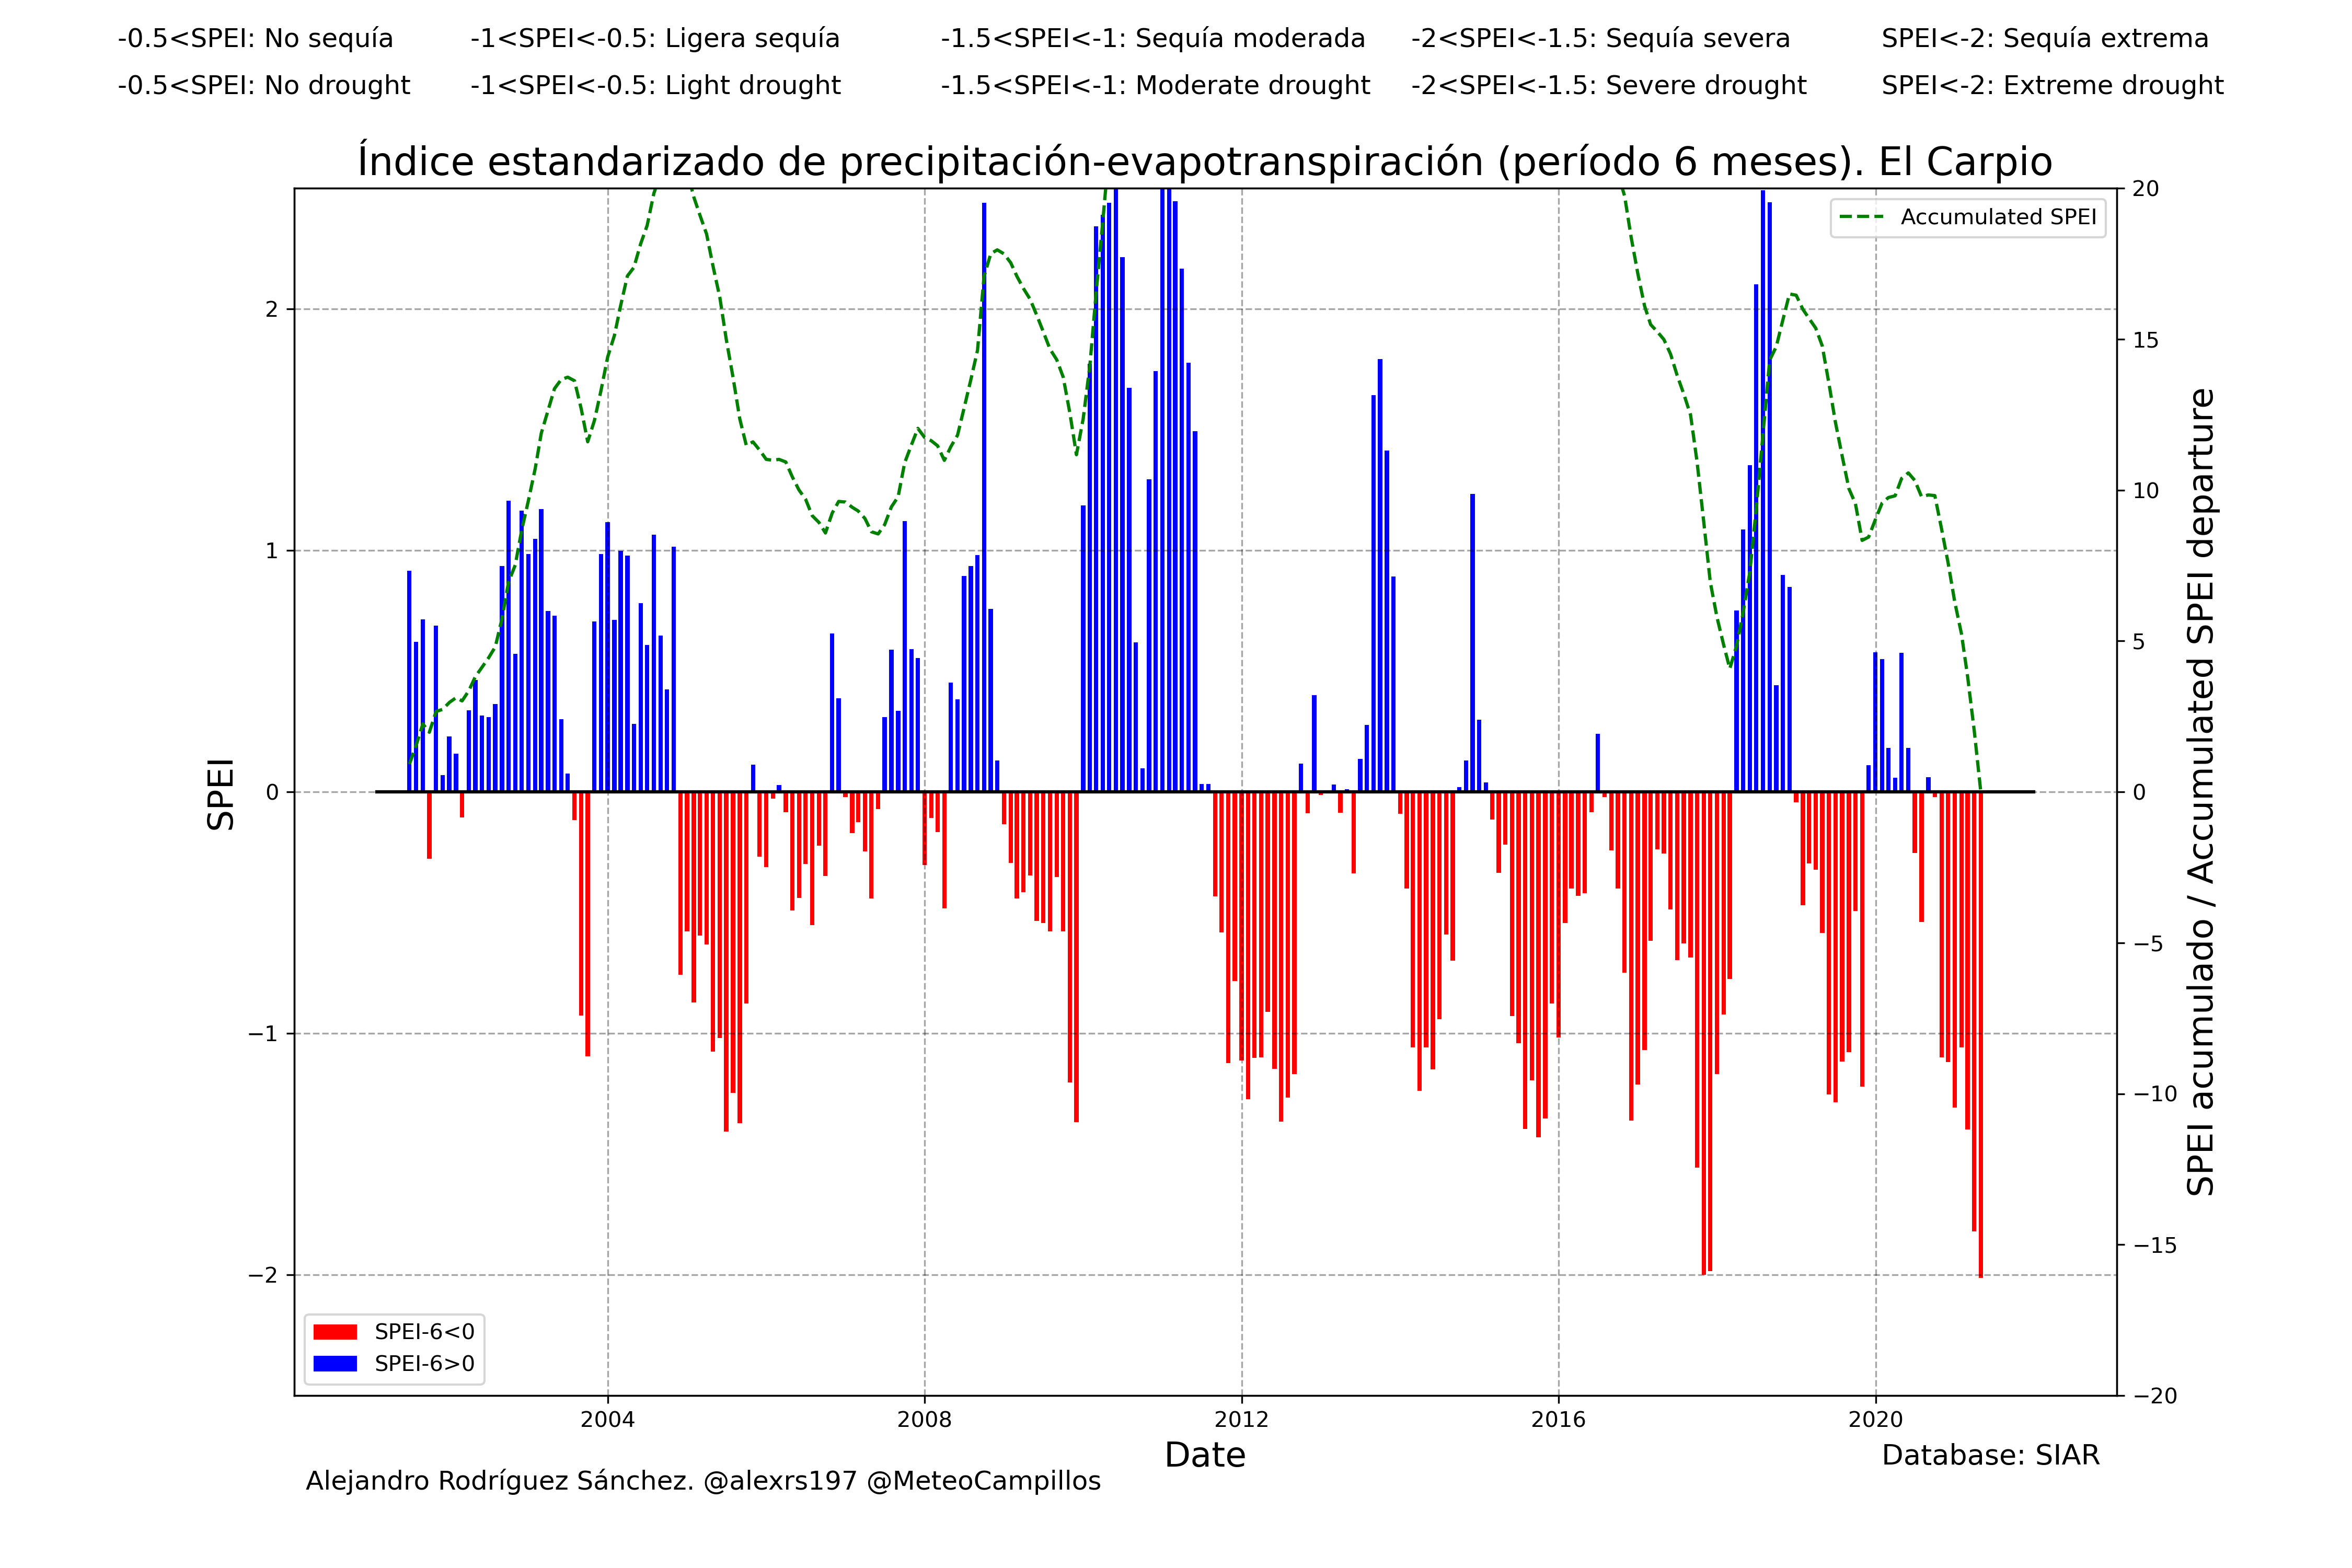 -0.5<SPEI: No sequía -1<SPEI<-0.5: Ligera sequía -1.5<SPEI<-1: Sequía moderada -2<SPEI<-1.5: Sequía severa SPEI<-2: Sequía extrema
-0.5<SPEI: No drought -1<SPEI<-0.5: Light drought -1.5<SPEI<-1: Moderate drought -2<SPEI<-1.5: Severe drought SPEI<-2: Extreme drought
Índice estandarizado de precipitación-evapotranspiración (período 6 meses). El Carpio
SPEI
2
1
0
−1
−2
Accumulated SPEI
SPEI-6<0
SPEI-6>0
20
15
10
5
0
−5
−10
−15
−20
SPEI acumulado / Accumulated SPEI departure
2004 2008 2012 2016 2020
Date
Database: SIAR
Alejandro Rodríguez Sánchez. @alexrs197 @MeteoCampillos